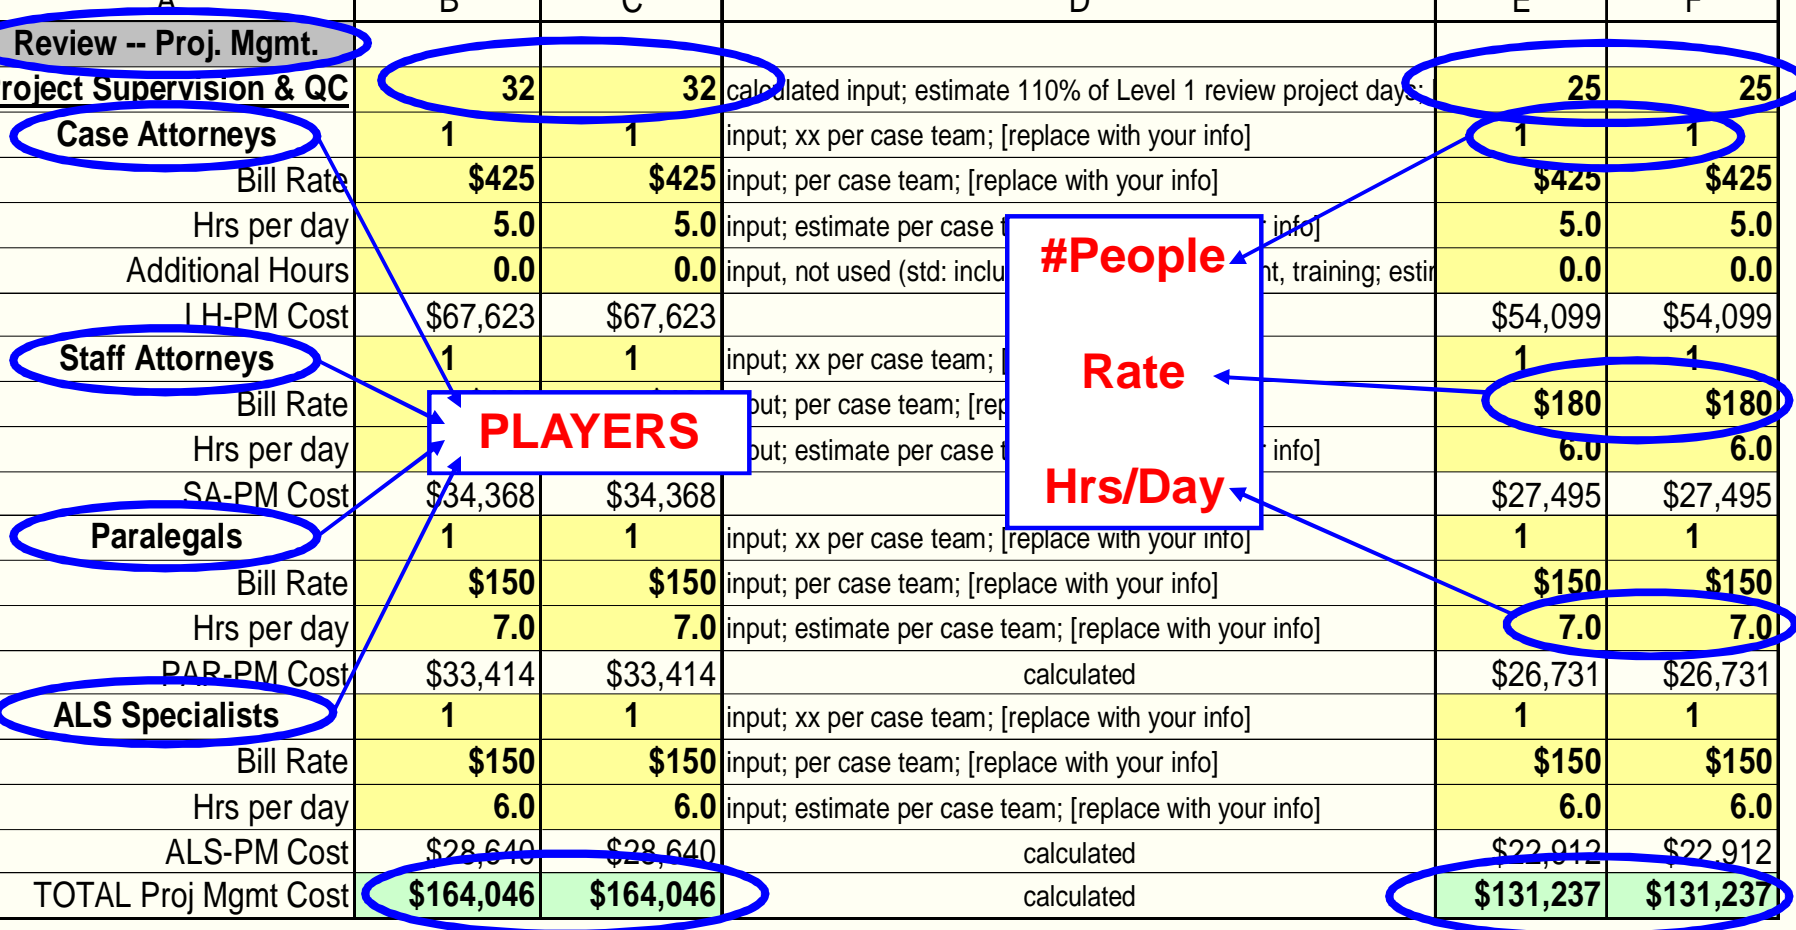 A B C D E F
Review -- Proj. Mgmt.
roject Supervision & QC 32 32 calculated input; estimate 110% of Level 1 review project days; 25 25
Case Attorneys 1 1 input; xx per case team; [replace with your info] 1 1
Bill Rate $425 $425 input; per case team; [replace with your info] $425 $425
Hrs per day 5.0 5.0 input; estimate per case t info] 5.0 5.0
Additional Hours 0.0 0.0 input, not used (std: inclu nt, training; estir 0.0 0.0
LH-PM Cost $67,623 $67,623 $54,099 $54,099
Staff Attorneys 1 1 input; xx per case team; [ 1 1
Bill Rate put; per case team; [rep $180 $180
Hrs per day put; estimate per case t info] 6.0 6.0
SA-PM Cost $34,368 $34,368 $27,495 $27,495
Paralegals 1 1 input; xx per case team; [replace with your info] 1 1
Bill Rate $150 $150 input; per case team; [replace with your info] $150 $150
Hrs per day 7.0 7.0 input; estimate per case team; [replace with your info] 7.0 7.0
PAR-PM Cost $33,414 $33,414 calculated $26,731 $26,731
ALS Specialists 1 1 input; xx per case team; [replace with your info] 1 1
Bill Rate $150 $150 input; per case team; [replace with your info] $150 $150
Hrs per day 6.0 6.0 input; estimate per case team; [replace with your info] 6.0 6.0
ALS-PM Cost $28,640 $28,640 calculated $22,912 $22,912
TOTAL Proj Mgmt Cost $164,046 $164,046 calculated $131,237 $131,237
PLAYERS
#People
Rate
Hrs/Day